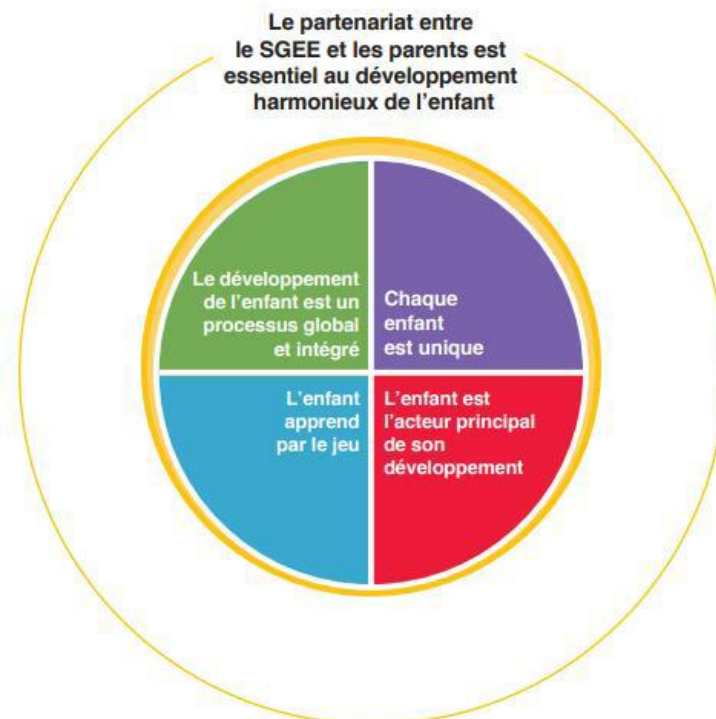 Le partenariat entre
le SGEE et les parents est
essentiel au développement
harmonieux de l'enfant
Le développement
de l'enfant est un
processus global
et intégré
Chaque
enfant
est unique
L'enfant
apprend
par le jeu
L'enfant est
l'acteur principal
de son
développement